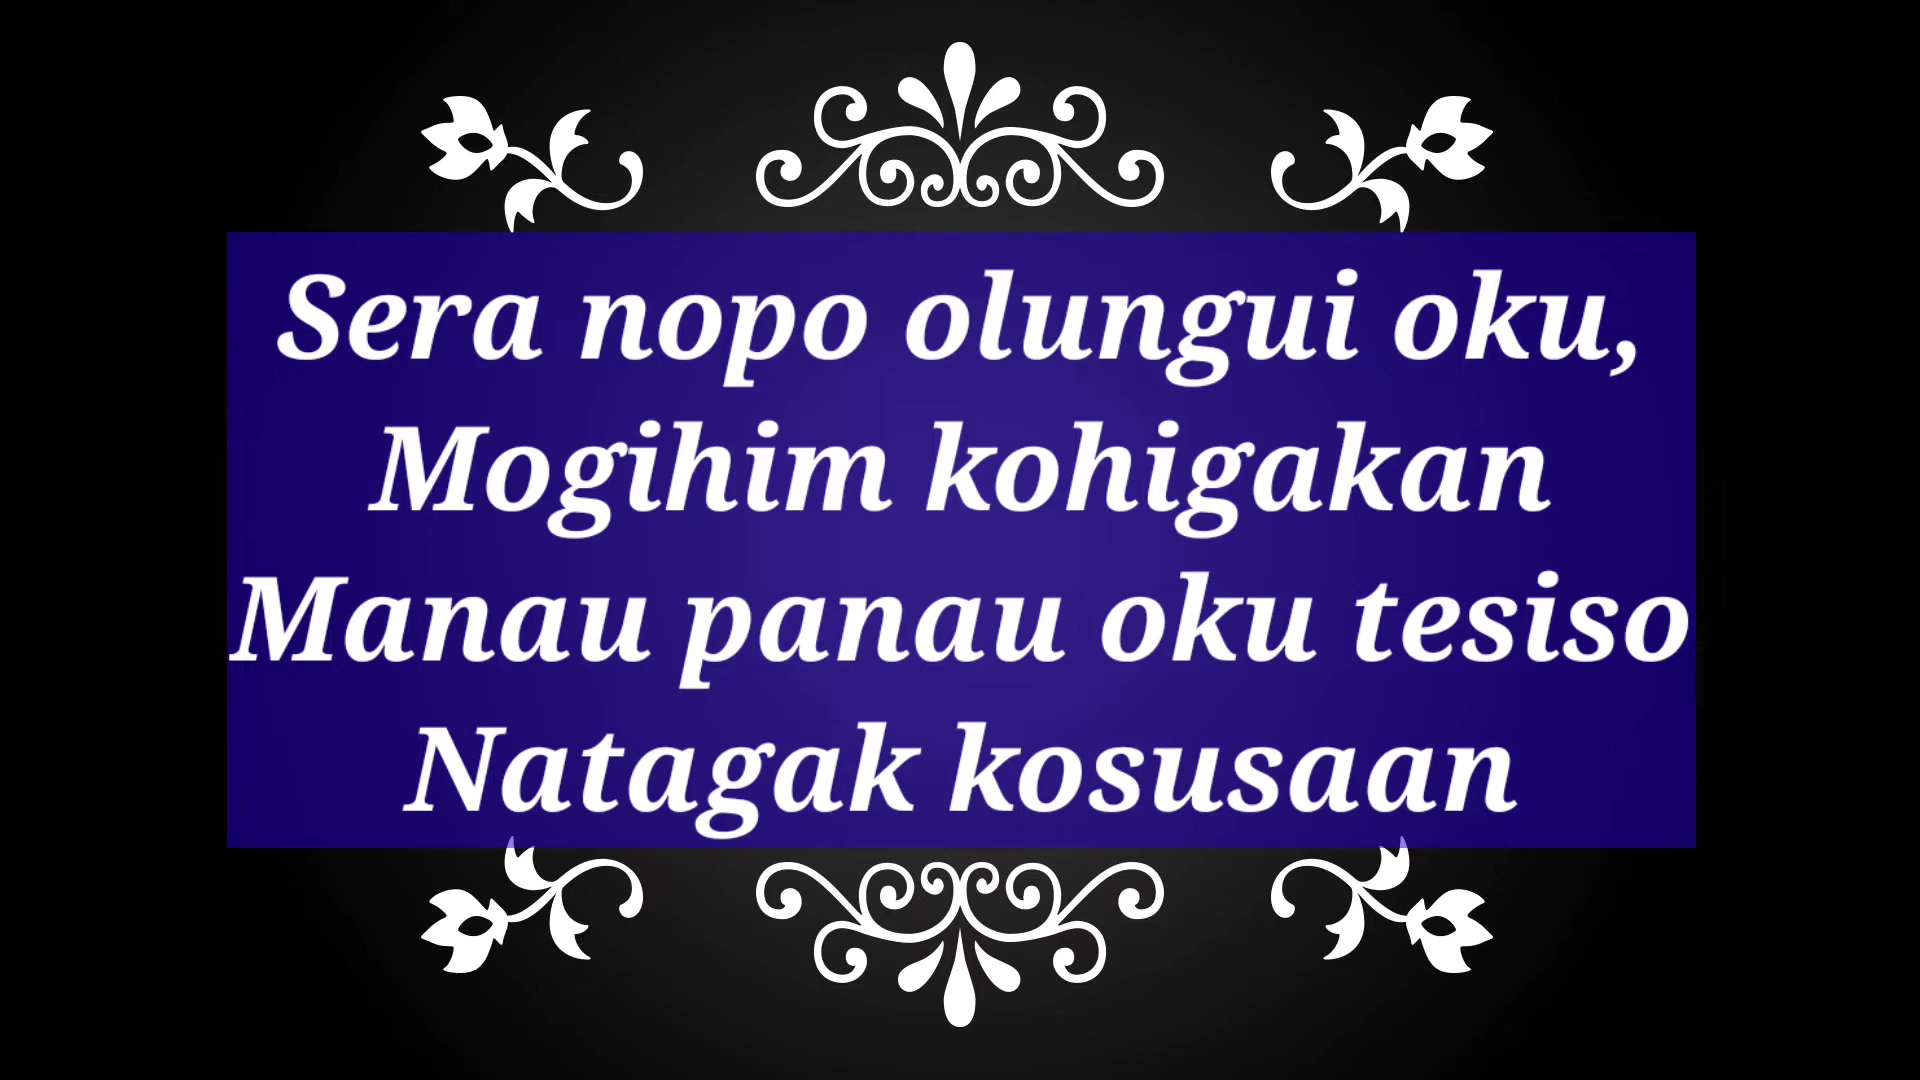 Sera nopo olungui oku,
Mogihim kohigakan
Manau panau oku tesiso
Natagak kosusaan